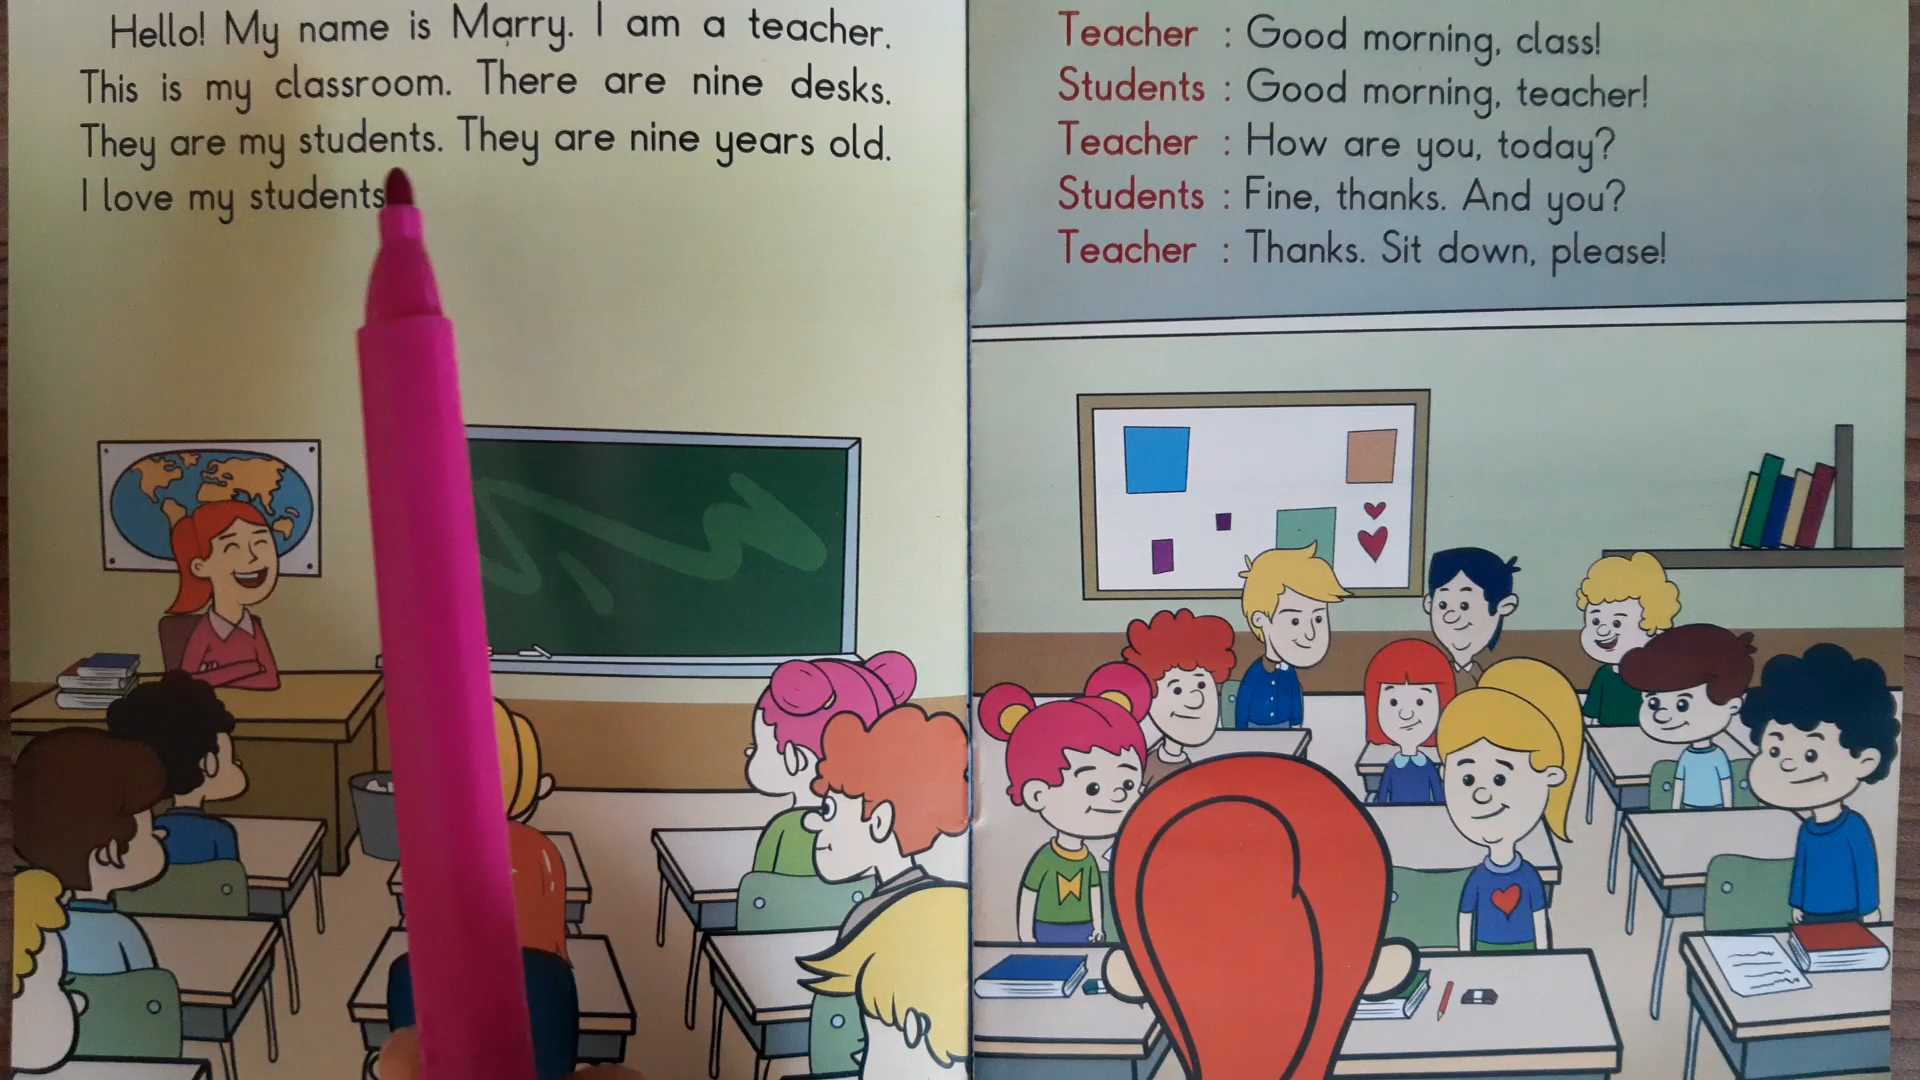 Hello! My name is Marry. I am a teacher.
This is my classroom. There are nine desks.
They are my students. They are nine years old.
I love my students
Teacher : Good morning, class!
Students : Good morning, teacher!
Teacher : How are you, today?
Students : Fine, thanks. And you?
Teacher : Thanks. Sit down, please!